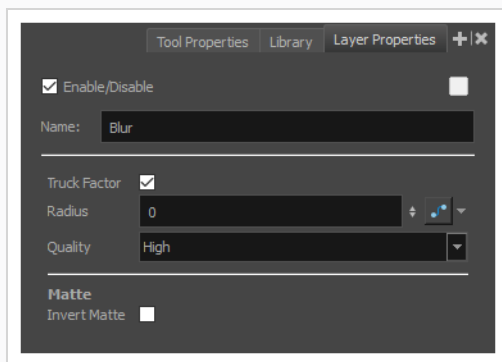 Tool Properties Library Layer Properties
Enable/Disable
Name: Blur
Truck Factor
Radius 0
Quality High
Matte
Invert Matte